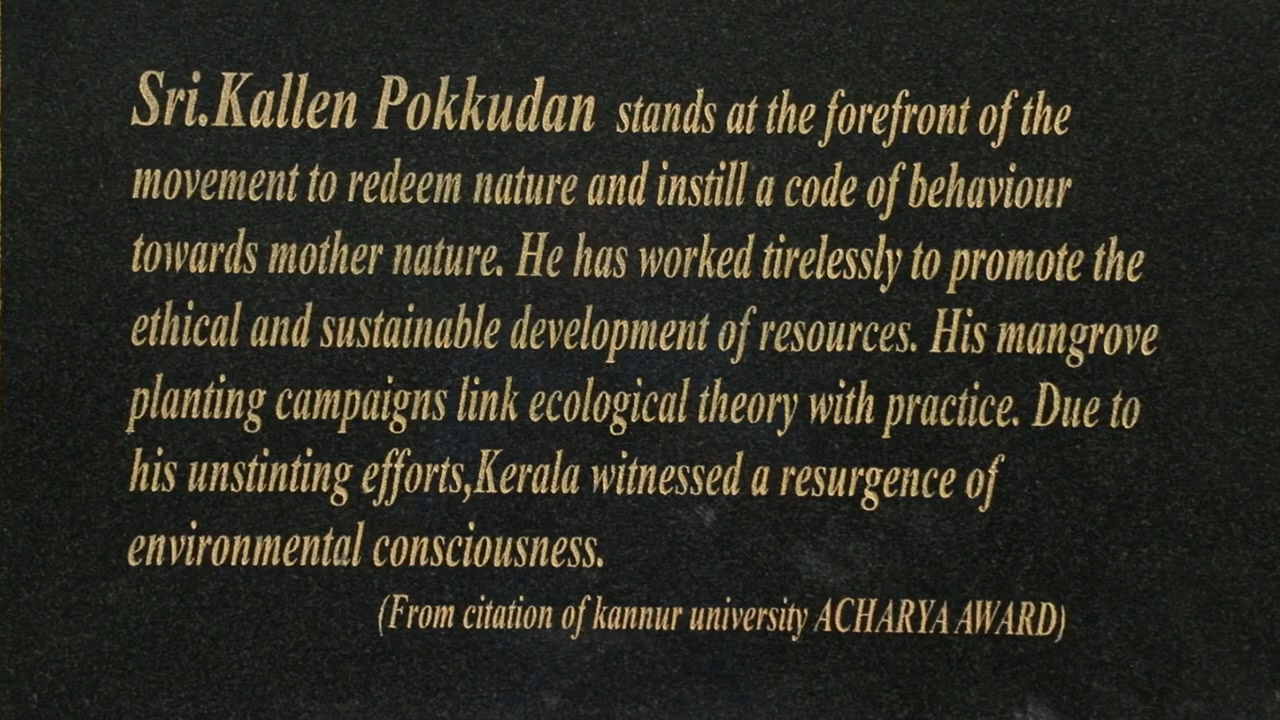 Sri.Kallen Pokkudan stands at the forefront of the
movement to redeem nature and instill a code of behaviour
towards mother nature. He has worked tirelessly to promote the
ethical and sustainable development of resources. His mangrove
planting campaigns link ecological theory with practice. Due to
his unstinting efforts,Kerala witnessed a resurgence of
environmental consciousness.
(From citation of kannur university ACHARYA AWARD)